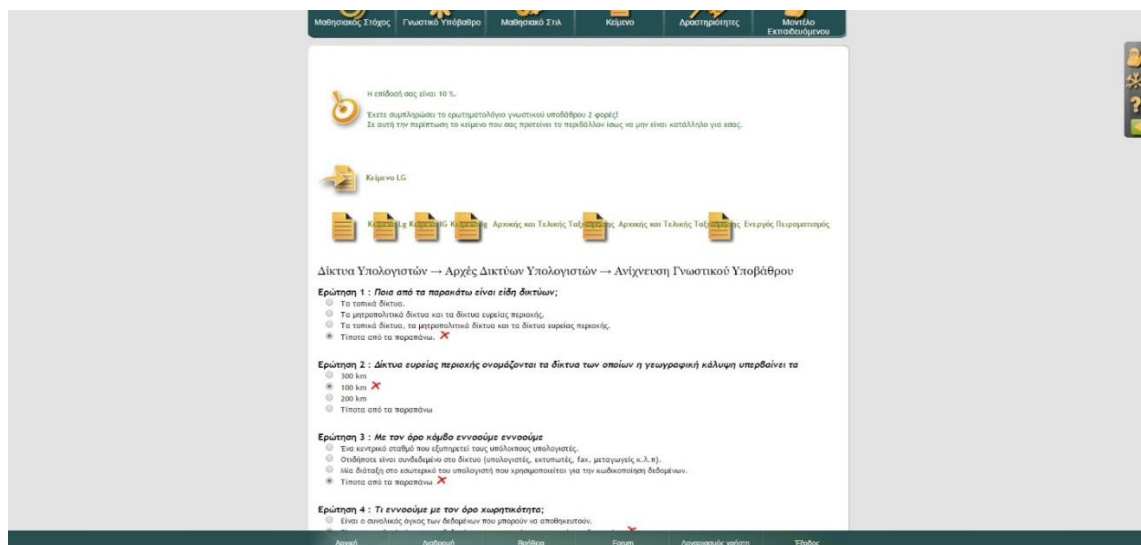 Μαθησιακός Στόχος Γνωστικό Υπόβαθρο Μαθησιακό Στιλ Κείμενο Δραστηριότητες Μοντέλο Εκπαιδευόμενου
Η επίδοσή σας είναι 10 %.
Έχετε συμπληρώσει το ερωτηματολόγιο γνωστικού υποβάθρου 2 φορές!
Σε αυτή την περίπτωση το κείμενο που σας προτείνει το περιβάλλον ίσως να μην είναι κατάλληλο για εσας.
Κείμενο LG
Κείμενο Lg Κείμενο lG Κείμενο lg Αρχικής και Τελικής Ταξινόμησης Αρχικής και Τελικής Ταξινόμησης Ενεργός Πειραματισμός
Δίκτυα Υπολογιστών → Αρχές Δικτύων Υπολογιστών → Ανίχνευση Γνωστικού Υποβάθρου
Ερώτηση 1 : Ποια από τα παρακάτω είναι είδη δικτύων;
Τα τοπικά δίκτυα.
Τα μητροπολιτικά δίκτυα και τα δίκτυα ευρείας περιοχής.
Τα τοπικά δίκτυα, τα μητροπολιτικά δίκτυα και τα δίκτυα ευρείας περιοχής.
Τίποτα από τα παραπάνω.
Ερώτηση 2 : Δίκτυα ευρείας περιοχής ονομάζονται τα δίκτυα των οποίων η γεωγραφική κάλυψη υπερβαίνει τα
300 km
100 km
200 km
Τίποτα από τα παραπάνω
Ερώτηση 3 : Με τον όρο κόμβο εννοούμε εννοούμε
Ένα κεντρικό σταθμό που εξυπηρετεί τους υπόλοιπους υπολογιστές.
Οτιδήποτε είναι συνδεδεμένο στο δίκτυο (υπολογιστές, εκτυπωτές, fax, μεταγωγείς κ.λ.π).
Μία διάταξη στο εσωτερικό του υπολογιστή που χρησιμοποιείται για την κωδικοποίηση δεδομένων.
Τίποτα από τα παραπάνω
Ερώτηση 4 : Τι εννοούμε με τον όρο χωρητικότητα;
Είναι ο συνολικός όγκος των δεδομένων που μπορούν να αποθηκευτούν.
Αρχική Διαδρομή Βοήθεια Forum Λογαριασμός χρήστη Έξοδος